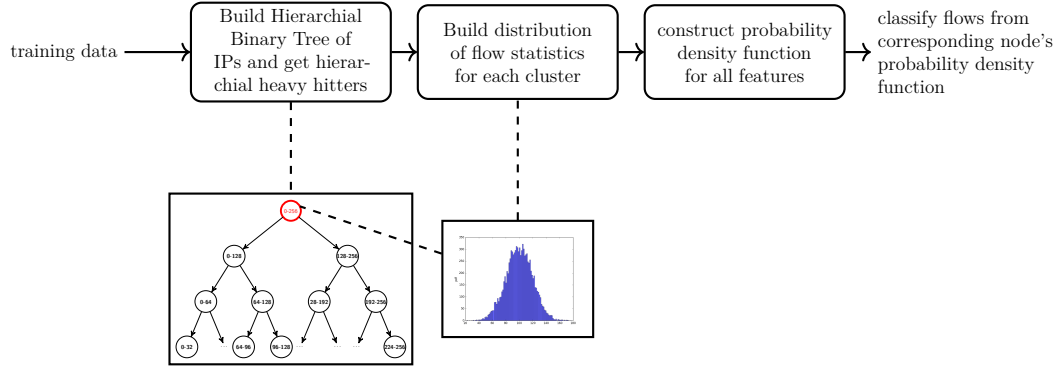 training data
Build Hierarchial
Binary Tree of
IPs and get hierar-
chial heavy hitters
Build distribution
of flow statistics
for each cluster
construct probability
density function
for all features
classify flows from
corresponding node's
probability density
function
0-256
0-128
128-256
0-64
64-128
28-192
192-256
0-32
64-96
96-128
224-256